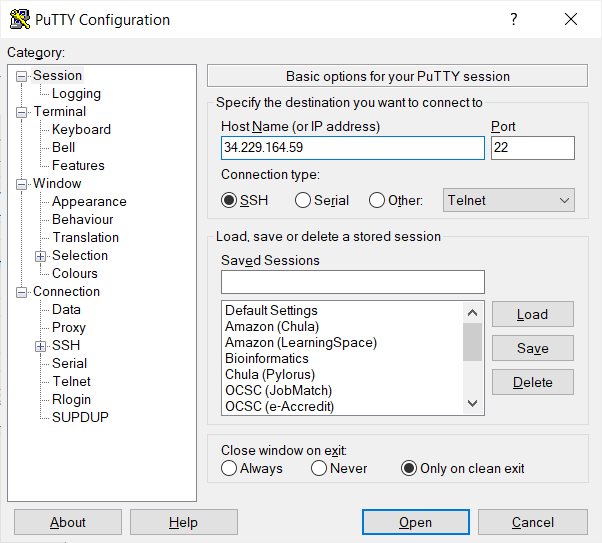 PuTTY Configuration
?
Category:
Session
Logging
Terminal
Keyboard
Bell
Features
Window
Appearance
Behaviour
Translation
Selection
Colours
Connection
Data
Proxy
SSH
Serial
Telnet
Rlogin
SUPDUP
Basic options for your PuTTY session
Specify the destination you want to connect to
Host Name (or IP address) Port
34.229.164.59 22
Connection type:
SSH Serial Other: Telnet
Load, save or delete a stored session
Saved Sessions
Default Settings
Amazon (Chula)
Amazon (LearningSpace)
Bioinformatics
Chula (Pylorus)
OCSC (JobMatch)
OCSC (e-Accredit)
Load
Save
Delete
Close window on exit:
Always Never Only on clean exit
About Help Open Cancel